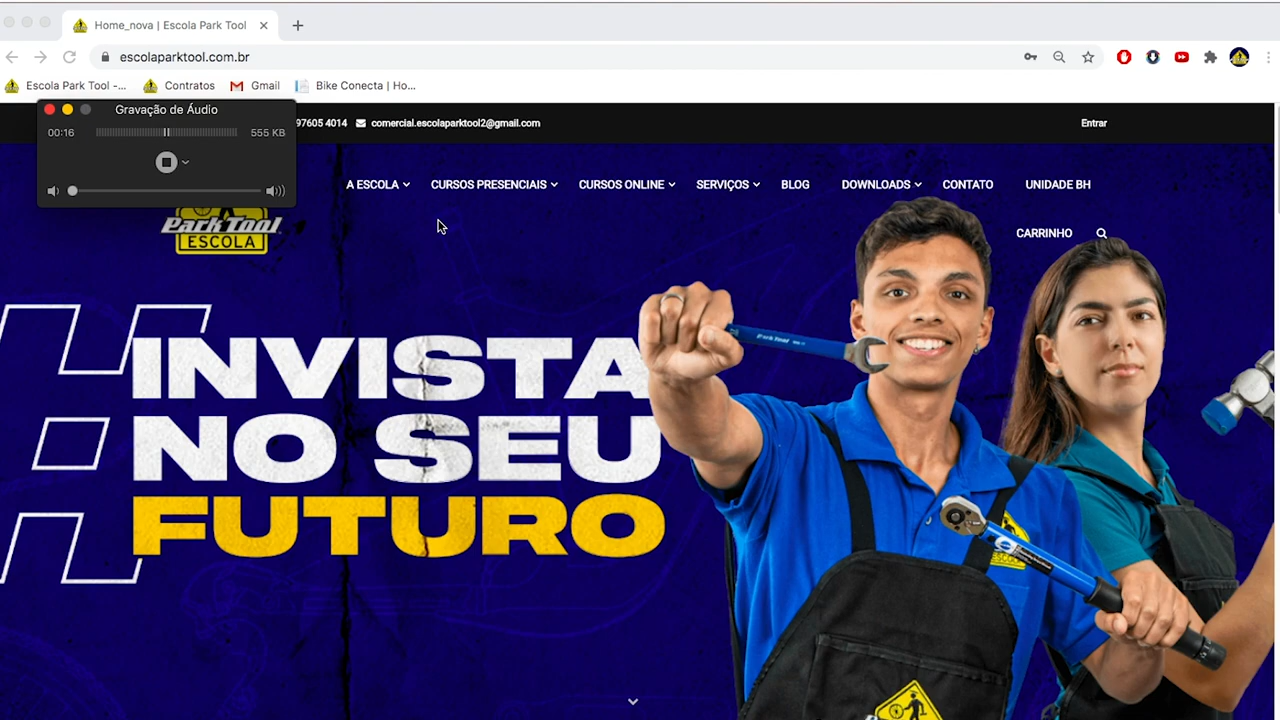 Home_nova | Escola Park Tool
escolaparktool.com.br
Escola Park Tool -...
Contratos
Gmail
Bike Conecta | Ho...
Gravação de Áudio
00:16
555 KB
97605 4014
comercial.escolaparktool2@gmail.com
Entrar
A ESCOLA
CURSOS PRESENCIAIS
CURSOS ONLINE
SERVIÇOS
BLOG
DOWNLOADS
CONTATO
UNIDADE BH
CARRINHO
Park Tool
ESCOLA
INVISTA
NO SEU
FUTURO
Park Tool